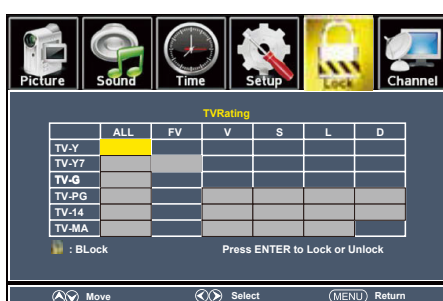 Picture Sound Time Setup Lock Channel
TVRating
ALL FV V S L D
TV-Y
TV-Y7
TV-G
TV-PG
TV-14
TV-MA
: BLock Press ENTER to Lock or Unlock
Move Select MENU Return